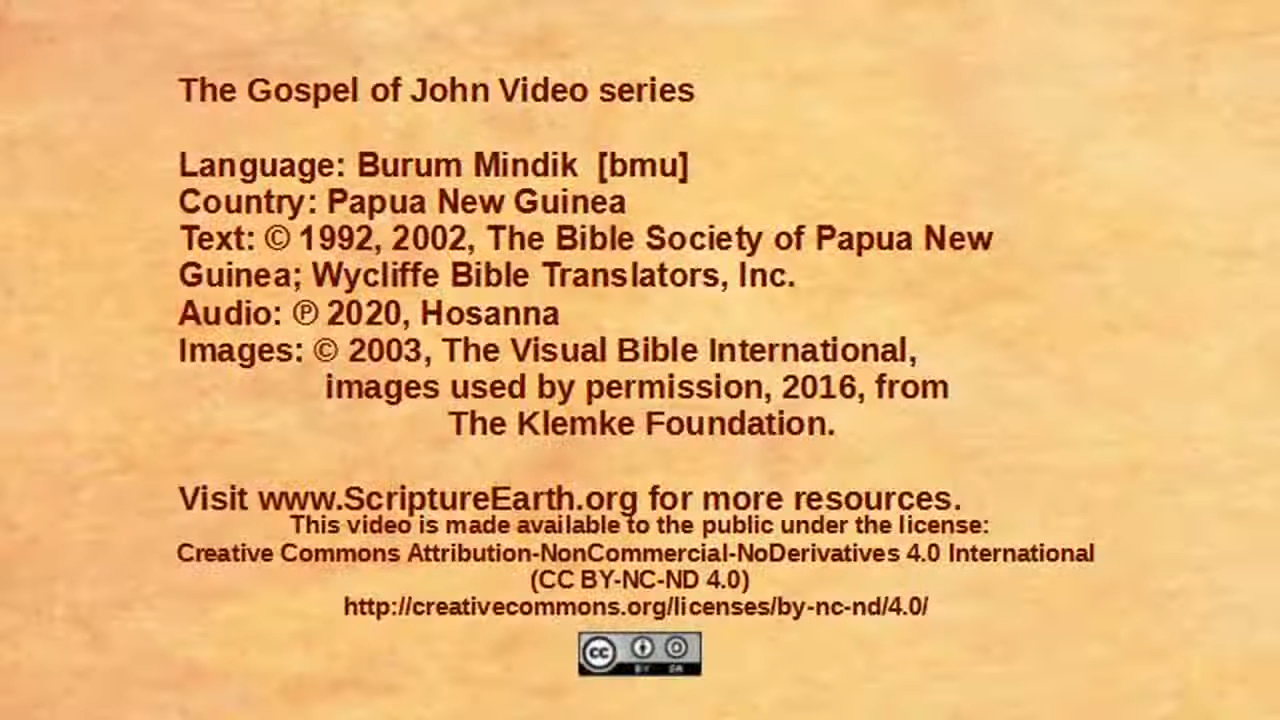 The Gospel of John Video series
Language: Burum Mindik [bmu]
Country: Papua New Guinea
Text: © 1992, 2002, The Bible Society of Papua New
Guinea; Wycliffe Bible Translators, Inc.
Audio: ℗ 2020, Hosanna
Images: © 2003, The Visual Bible International,
images used by permission, 2016, from
The Klemke Foundation.
Visit www.ScriptureEarth.org for more resources.
This video is made available to the public under the license:
Creative Commons Attribution-NonCommercial-NoDerivatives 4.0 International
(CC BY-NC-ND 4.0)
http://creativecommons.org/licenses/by-nc-nd/4.0/
cc BY SA